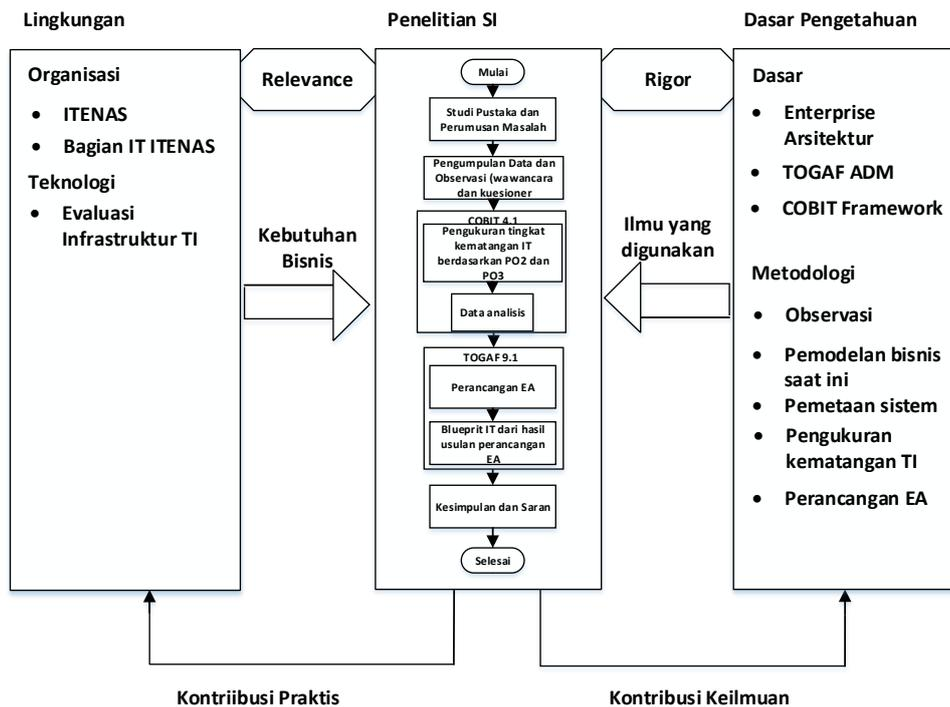 Lingkungan
Penelitian SI
Dasar Pengetahuan
Organisasi
• ITENAS
• Bagian IT ITENAS
Teknologi
• Evaluasi
Infrastruktur TI
Relevance
Kebutuhan
Bisnis
Mulai
Studi Pustaka dan
Perumusan Masalah
Pengumpulan Data dan
Observasi (wawancara
dan kuesioner
COBIT 4.1
Pengukuran tingkat
kematangan IT
berdasarkan PO2 dan
PO3
Data analisis
TOGAF 9.1
Perancangan EA
Blueprit IT dari hasil
usulan perancangan
EA
Kesimpulan dan Saran
Selesai
Rigor
Ilmu yang
digunakan
Dasar
• Enterprise
Arsitektur
• TOGAF ADM
• COBIT Framework
Metodologi
• Observasi
• Pemodelan bisnis
saat ini
• Pemetaan sistem
• Pengukuran
kematangan TI
• Perancangan EA
Kontriibusi Praktis
Kontribusi Keilmuan